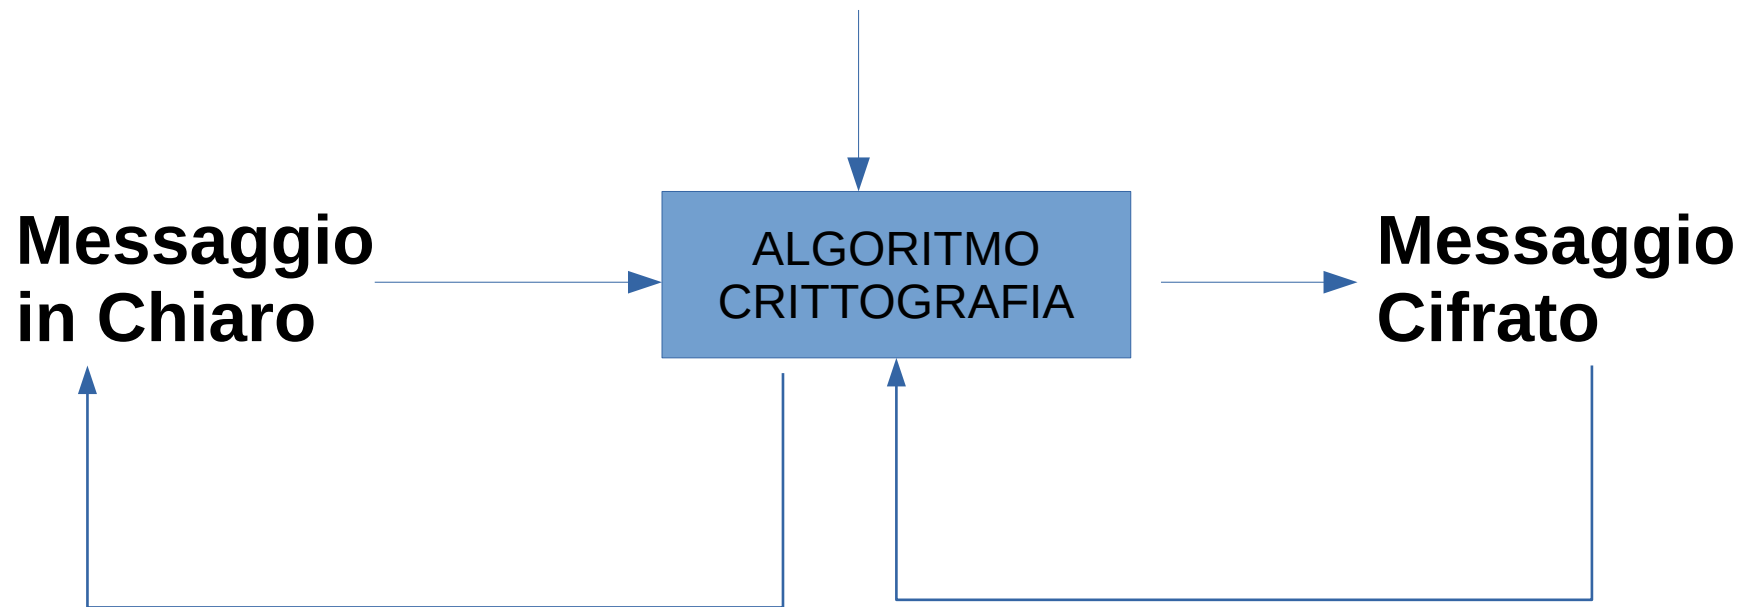 Messaggio
in Chiaro
ALGORITMO
CRITTOGRAFIA
Messaggio
Cifrato